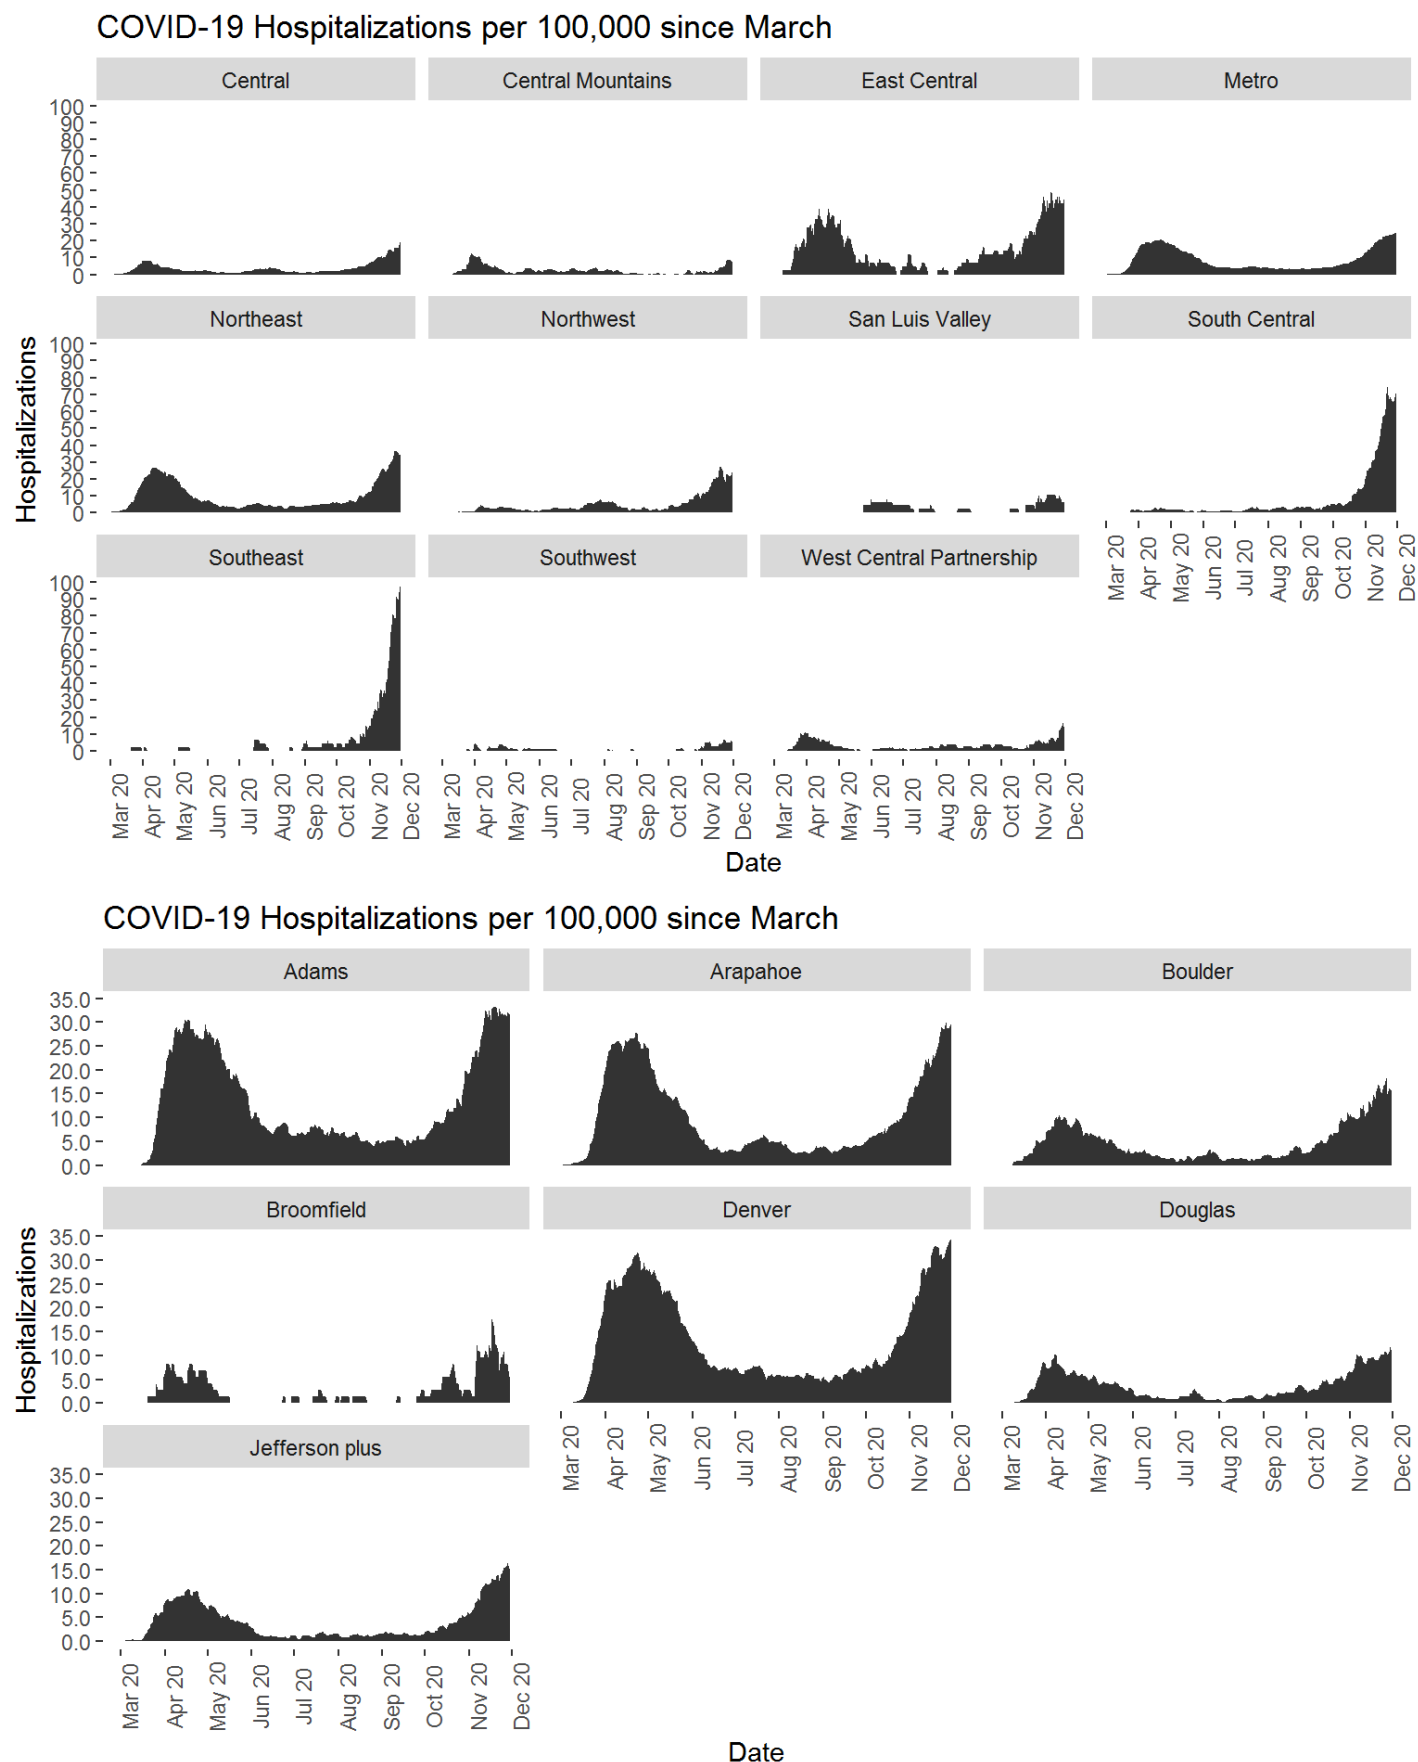 COVID-19 Hospitalizations per 100,000 since March
Central
Central Mountains
East Central
Metro
100
90
80
70
60
50
40
30
20
10
0
Northeast
Northwest
San Luis Valley
South Central
100
90
80
70
60
50
40
30
20
10
0
Mar 20
Apr 20
May 20
Jun 20
Jul 20
Aug 20
Sep 20
Oct 20
Nov 20
Dec 20
Hospitalizations
Southeast
Southwest
West Central Partnership
100
90
80
70
60
50
40
30
20
10
0
Mar 20
Apr 20
May 20
Jun 20
Jul 20
Aug 20
Sep 20
Oct 20
Nov 20
Dec 20
Mar 20
Apr 20
May 20
Jun 20
Jul 20
Aug 20
Sep 20
Oct 20
Nov 20
Dec 20
Mar 20
Apr 20
May 20
Jun 20
Jul 20
Aug 20
Sep 20
Oct 20
Nov 20
Dec 20
Date
COVID-19 Hospitalizations per 100,000 since March
Adams
Arapahoe
Boulder
35.0
30.0
25.0
20.0
15.0
10.0
5.0
0.0
Broomfield
Denver
Douglas
35.0
30.0
25.0
20.0
15.0
10.0
5.0
0.0
Hospitalizations
Mar 20
Apr 20
May 20
Jun 20
Jul 20
Aug 20
Sep 20
Oct 20
Nov 20
Dec 20
Mar 20
Apr 20
May 20
Jun 20
Jul 20
Aug 20
Sep 20
Oct 20
Nov 20
Dec 20
Jefferson plus
35.0
30.0
25.0
20.0
15.0
10.0
5.0
0.0
Mar 20
Apr 20
May 20
Jun 20
Jul 20
Aug 20
Sep 20
Oct 20
Nov 20
Dec 20
Date